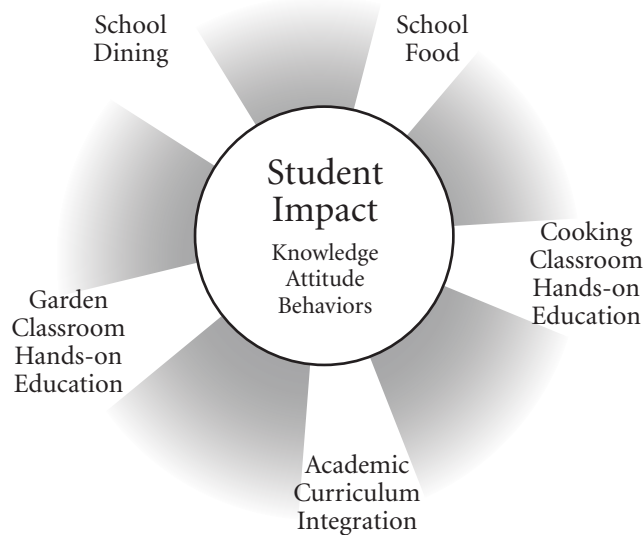 School
Dining
School
Food
Student
Impact
Knowledge
Attitude
Behaviors
Cooking
Classroom
Hands-on
Education
Garden
Classroom
Hands-on
Education
Academic
Curriculum
Integration